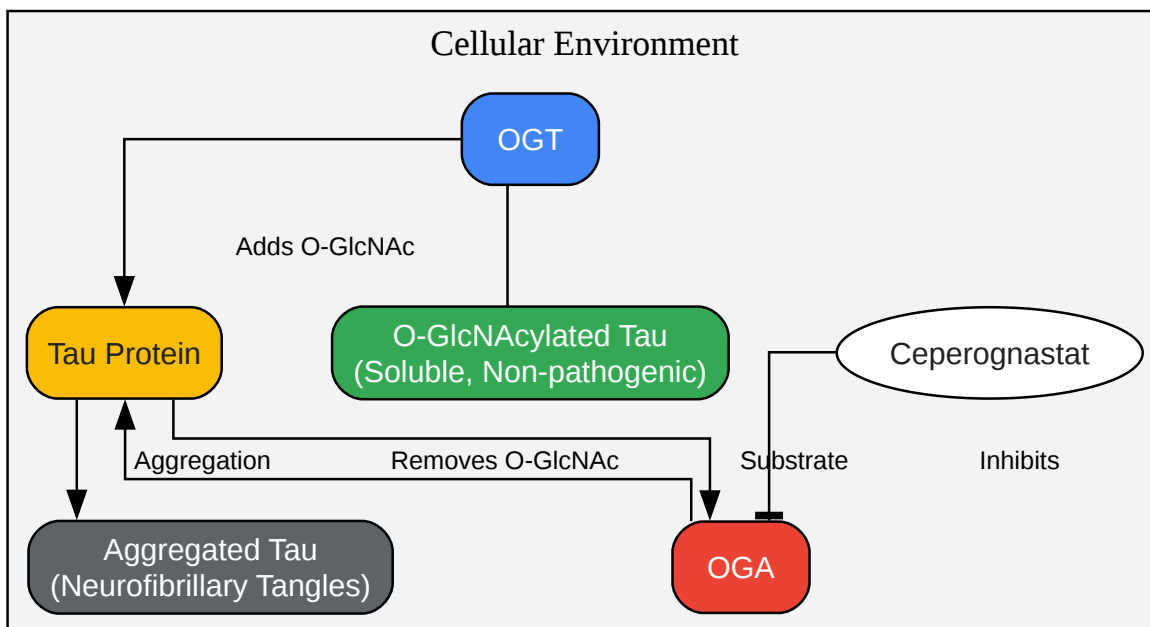 Cellular Environment
OGT
Adds O-GlcNAc
Tau Protein
O-GlcNAcylated Tau
(Soluble, Non-pathogenic)
Ceperognastat
Aggregation
Removes O-GlcNAc
Substrate
Inhibits
Aggregated Tau
(Neurofibrillary Tangles)
OGA